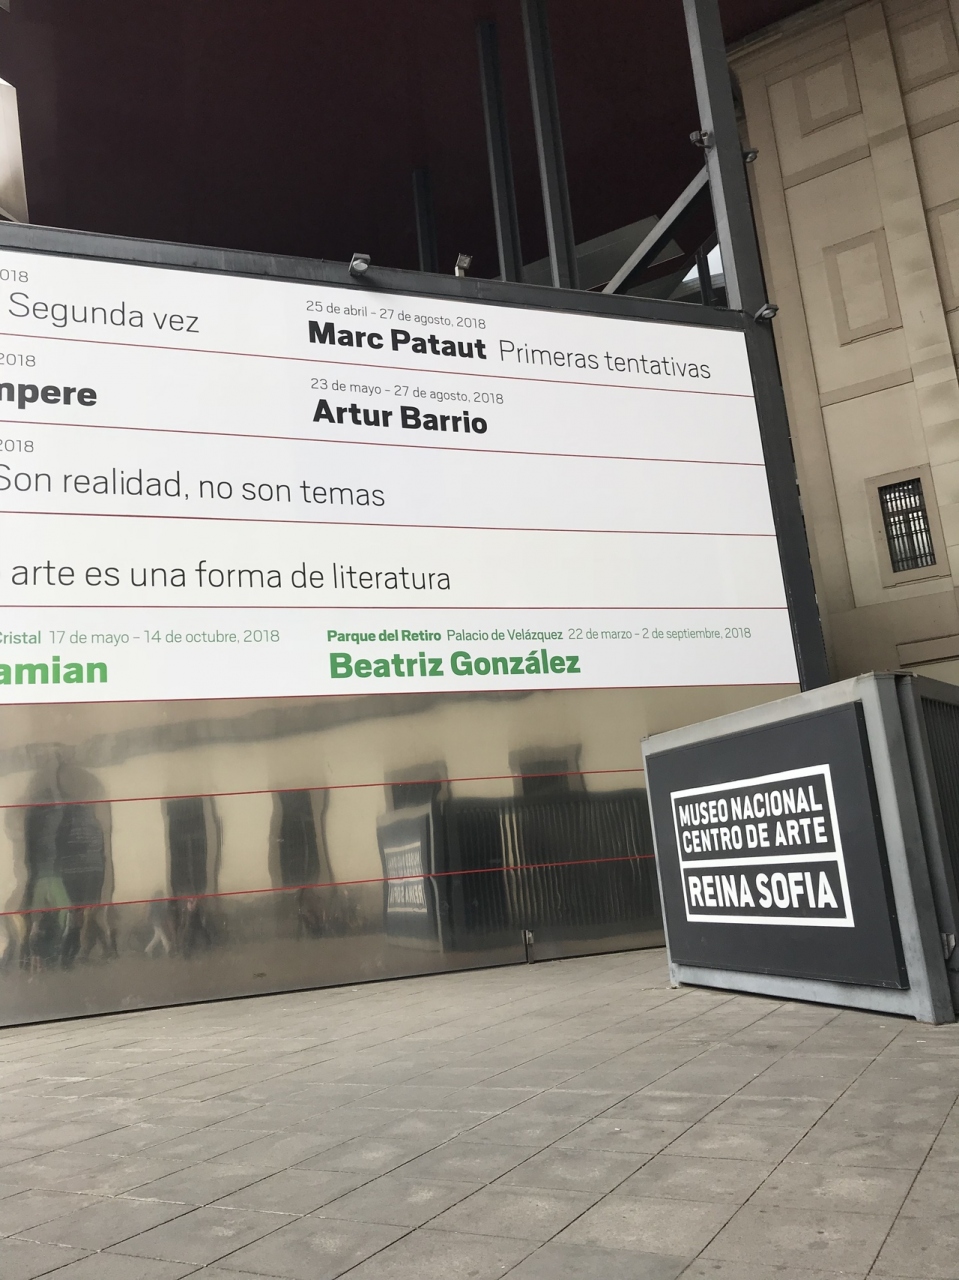 018
Segunda vez
25 de abril – 27 de agosto, 2018
Marc Pataut Primeras tentativas
2018
mpere
23 de mayo – 27 de agosto, 2018
Artur Barrio
2018
Son realidad, no son temas
arte es una forma de literatura
Cristal 17 de mayo – 14 de octubre, 2018
amian
Parque del Retiro Palacio de Velázquez 22 de marzo – 2 de septiembre, 2018
Beatriz González
MUSEO NACIONAL
CENTRO DE ARTE
REINA SOFIA